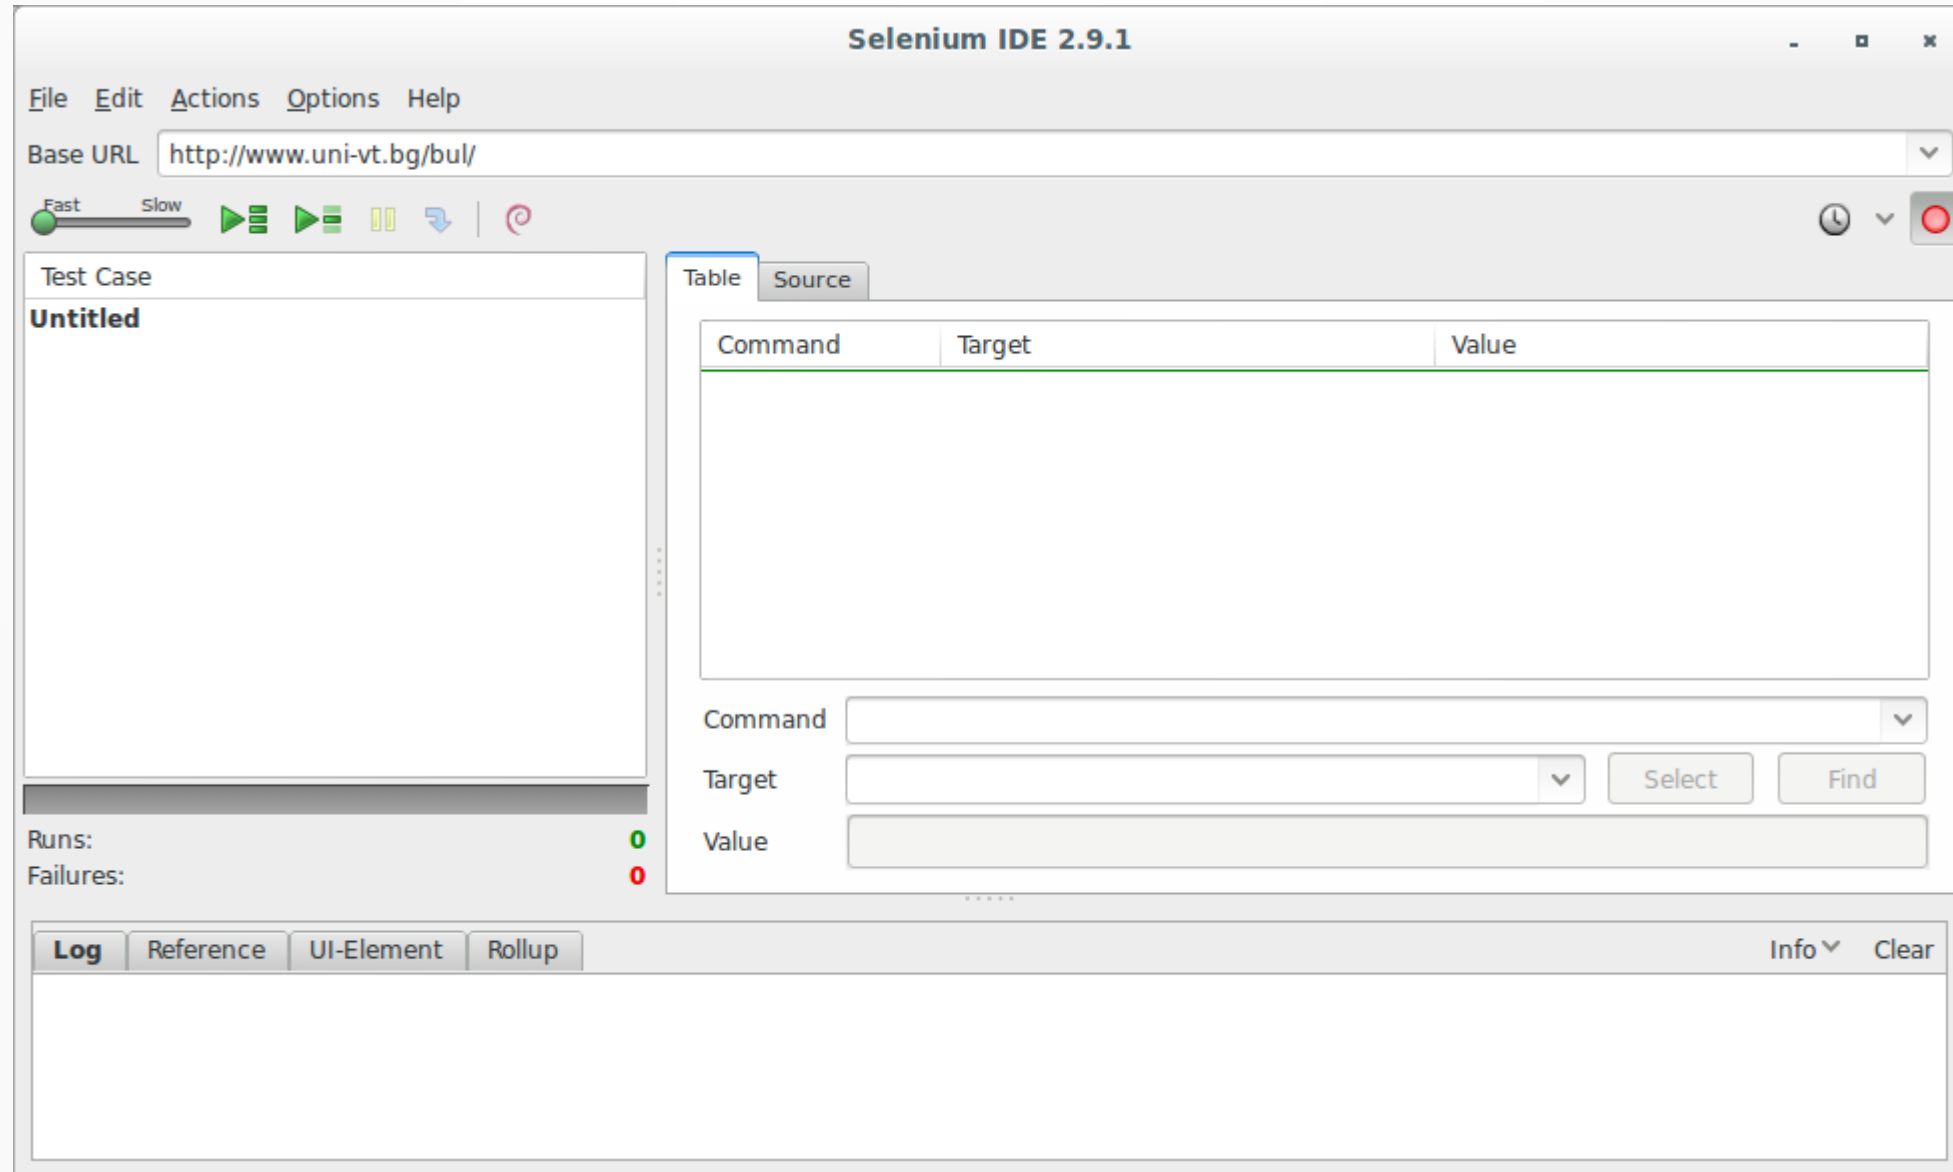 Selenium IDE 2.9.1
File Edit Actions Options Help
Base URL http://www.uni-vt.bg/bul/
Fast Slow
Test Case
Untitled
Table Source
Command Target Value
Command
Target Select Find
Value
Runs: 0
Failures: 0
Log Reference UI-Element Rollup Info Clear